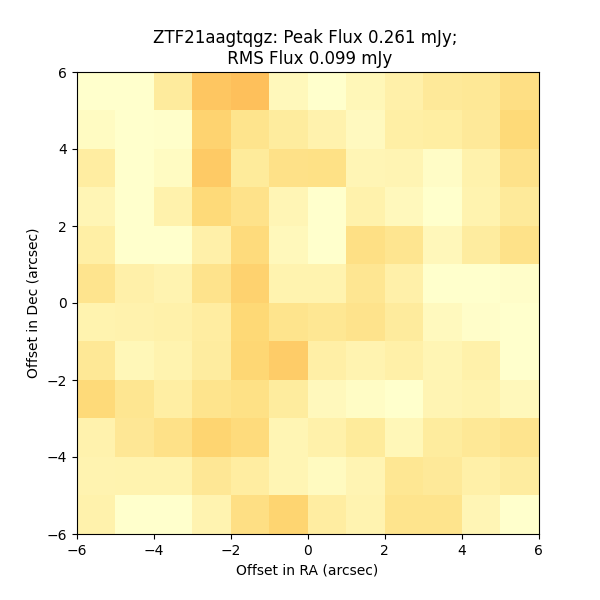 ZTF21aagtqgz: Peak Flux 0.261 mJy;
RMS Flux 0.099 mJy
6
4
2
0
−2
−4
−6
Offset in Dec (arcsec)
−6 −4 −2 0 2 4 6
Offset in RA (arcsec)